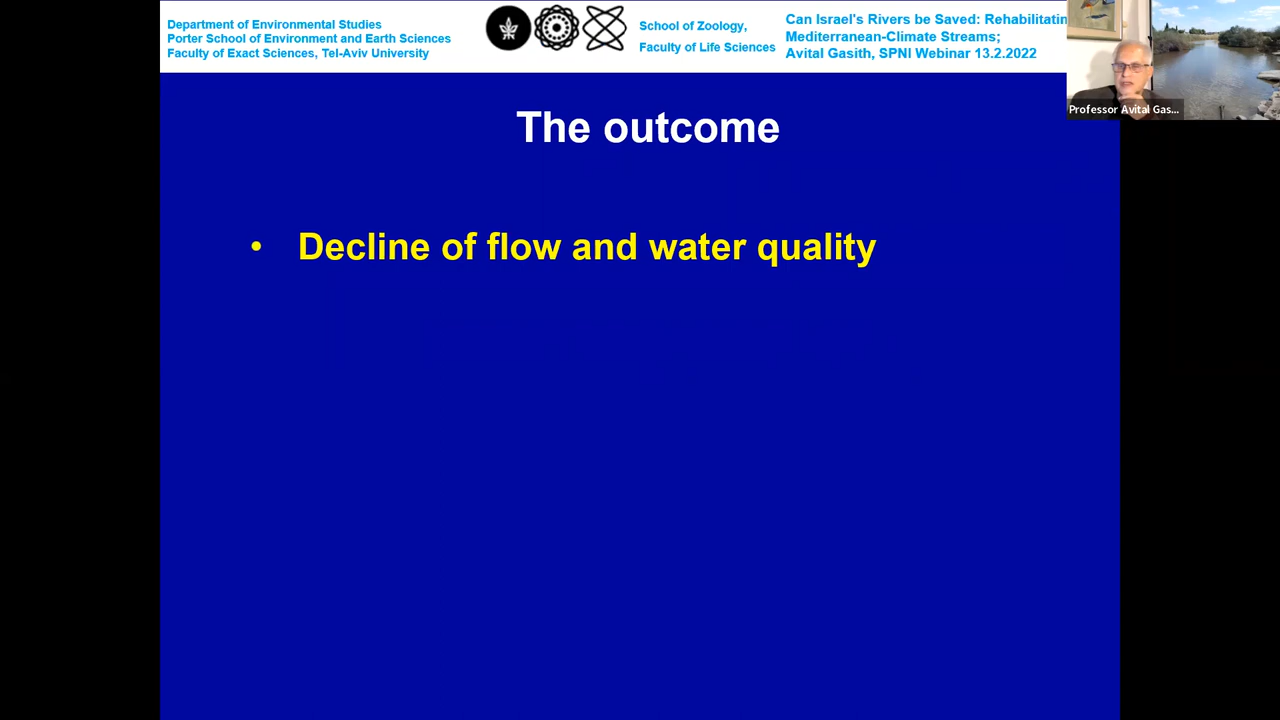 Department of Environmental Studies
Porter School of Environment and Earth Sciences
Faculty of Exact Sciences, Tel-Aviv University
School of Zoology,
Faculty of Life Sciences
Can Israel's Rivers be Saved: Rehabilitatin
Mediterranean-Climate Streams;
Avital Gasith, SPNI Webinar 13.2.2022
Professor Avital Gas...
The outcome
• Decline of flow and water quality